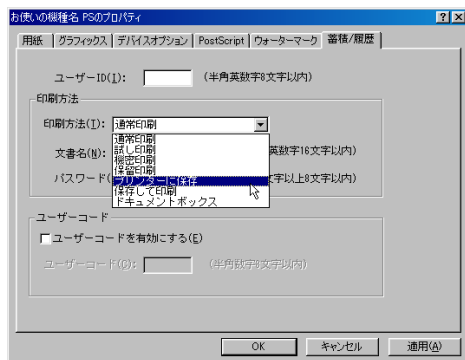 お使いの機種名 PSのプロパティ
用紙 グラフィックス デバイスオプション PostScript ウォーターマーク 蓄積/履歴
ユーザーID(I): (半角英数字8文字以内)
印刷方法
印刷方法(T): 通常印刷
通常印刷
試し印刷
文書名(N): 英数字16文字以内)
機密印刷
保留印刷
プリンターに保存
パスワード( 文字以上8文字以内)
保存して印刷
ドキュメントボックス
ユーザーコード
ユーザーコードを有効にする(E)
ユーザーコード(C): (半角数字8文字以内)
OK キャンセル 適用(A)